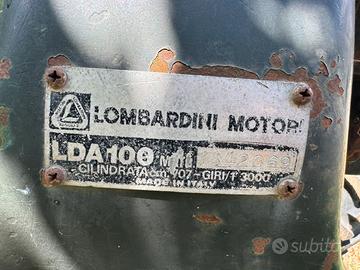 LOMBARDINI MOTORI
LDA100
CILINDRATA cm³ 707 - GIRI/1' 3000
MADE IN ITALY
subito